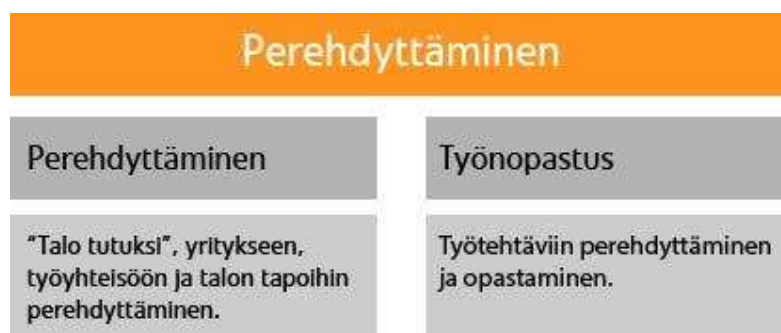 Perehdyttäminen
Perehdyttäminen
Työnopastus
"Talo tutuksi", yritykseen,
työyhteisöön ja talon tapoihin
perehdyttäminen.
Työtehtäviin perehdyttäminen
ja opastaminen.